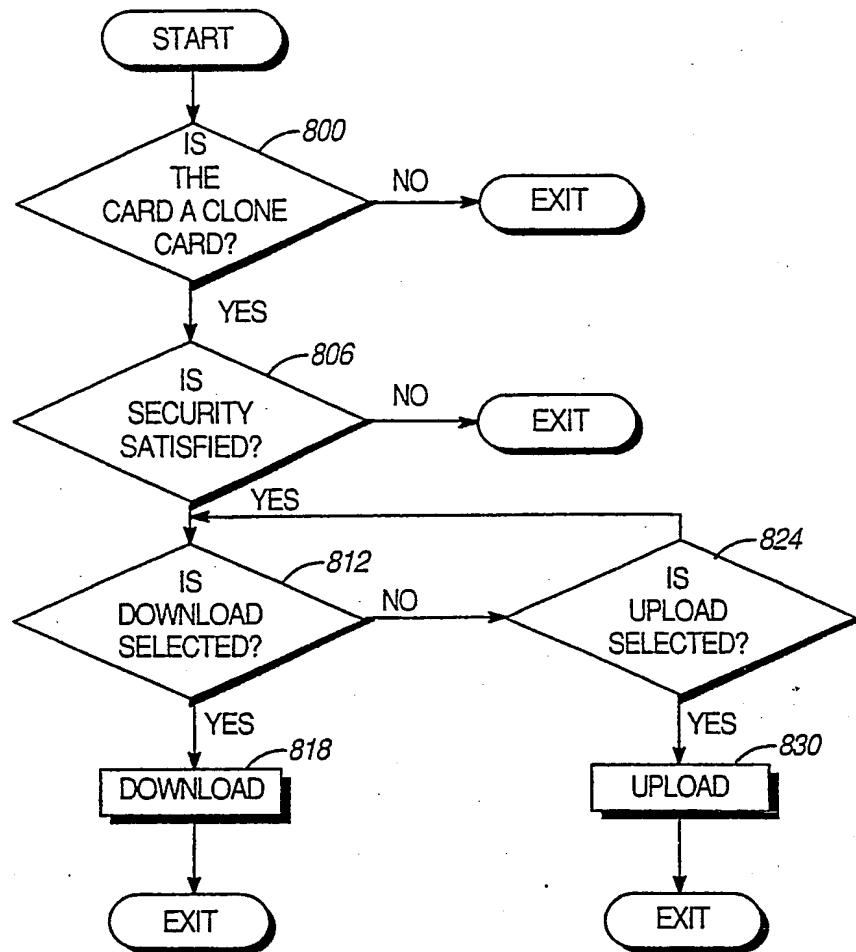 START
IS
THE
CARD A CLONE
CARD?
800
NO
EXIT
YES
IS
SECURITY
SATISFIED?
806
NO
EXIT
YES
IS
DOWNLOAD
SELECTED?
812
NO
IS
UPLOAD
SELECTED?
824
YES
DOWNLOAD
818
YES
UPLOAD
830
EXIT
EXIT